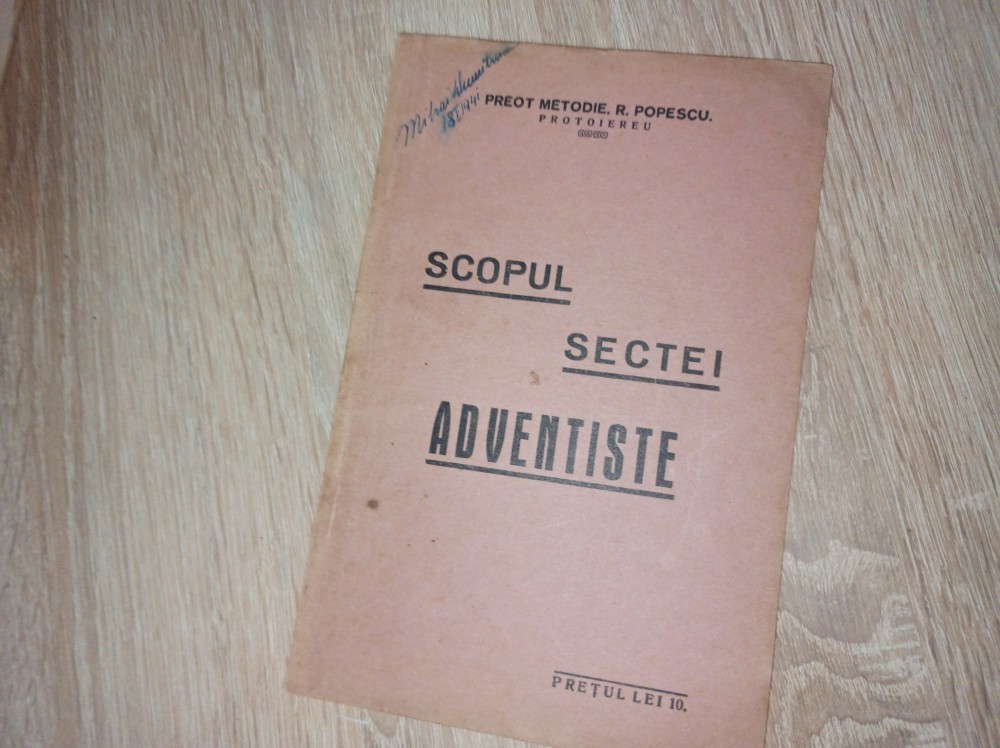 PREOT METODIE. R. POPESCU.
PROTOIEREU
SCOPUL
SECTEI
ADVENTISTE
PREȚUL LEI 10.